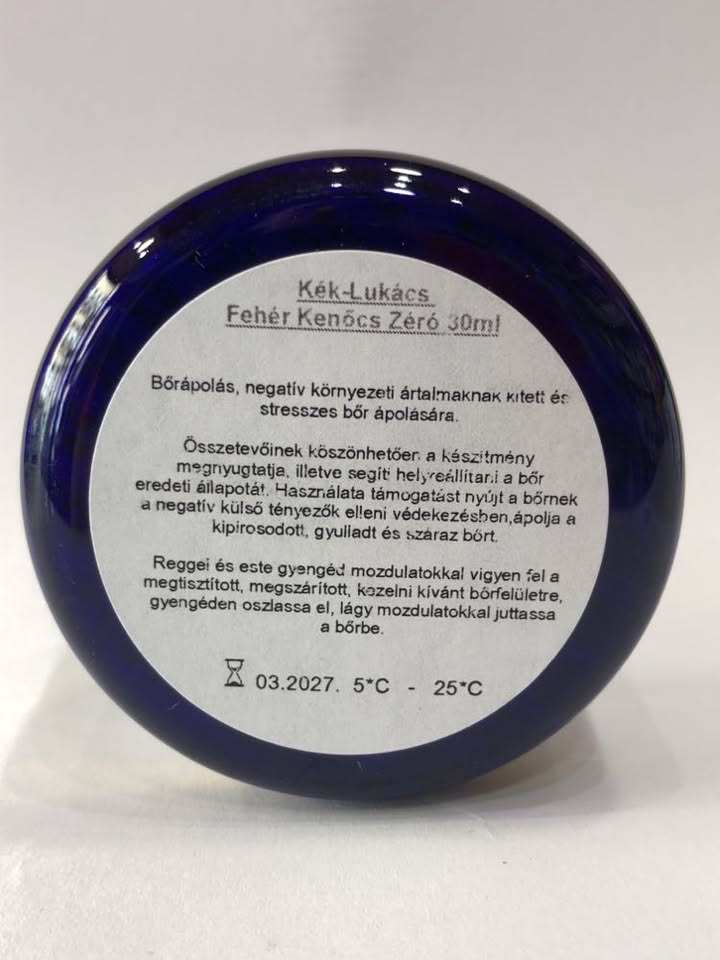 Kék-Lukács
Fehér Kenőcs Zéró 30ml
Bőrápolás, negatív környezeti ártalmaknak kitett és
stresszes bőr ápolására.
Összetevőinek köszönhetően a készítmény
megnyugtatja, illetve segít helyreállítani a bőr
eredeti állapotát. Használata támogatást nyújt a bőrnek
a negatív külső tényezők elleni védekezésben,ápolja a
kipirosodott, gyulladt és száraz bőrt.
Reggel és este gyengéd mozdulatokkal vigyen fel a
megtisztított, megszárított, kezelni kívánt bőrfelületre,
gyengéden oszlassa el, lágy mozdulatokkal juttassa
a bőrbe.
03.2027. 5*C - 25*C